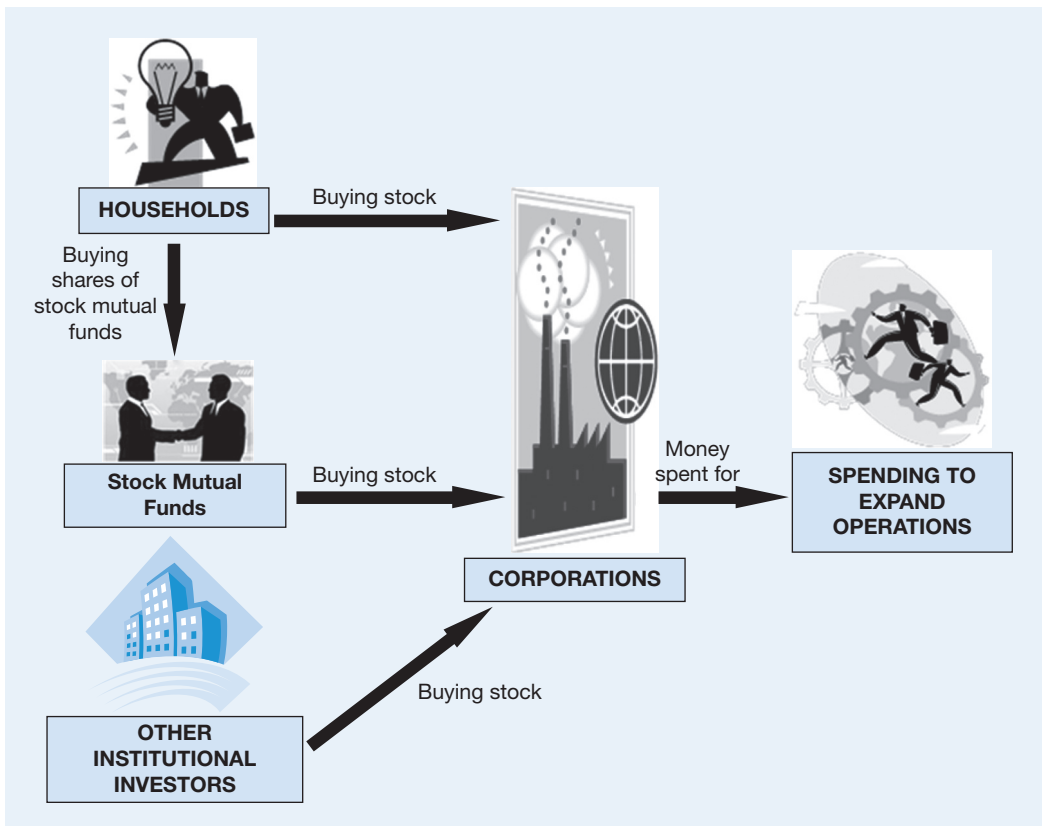 HOUSEHOLDS
Buying stock
Buying
shares of
stock mutual
funds
Stock Mutual
Funds
Buying stock
CORPORATIONS
Money
spent for
SPENDING TO
EXPAND
OPERATIONS
Buying stock
OTHER
INSTITUTIONAL
INVESTORS